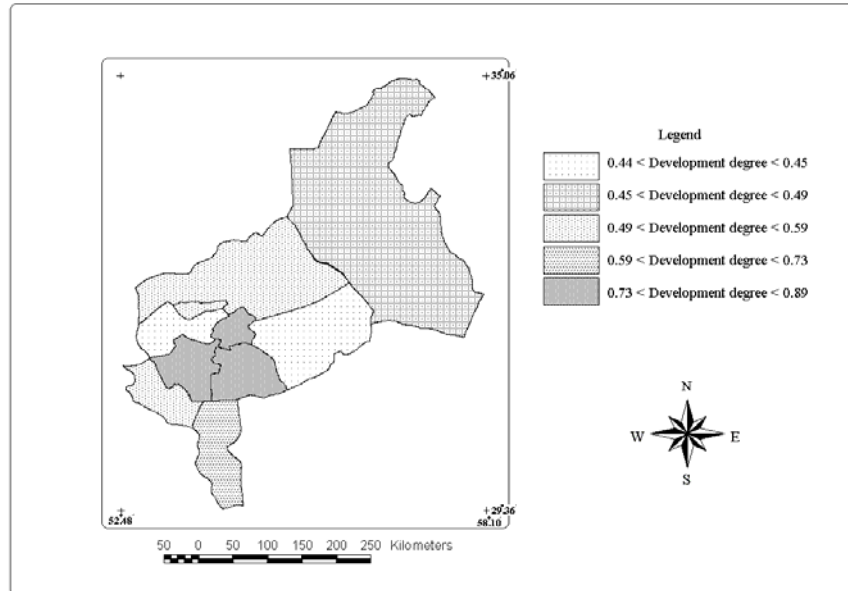 + +35.06
Legend
0.44 < Development degree < 0.45
0.45 < Development degree < 0.49
0.49 < Development degree < 0.59
0.59 < Development degree < 0.73
0.73 < Development degree < 0.89
N
W E
S
+ +29.36
52.48 58.10
50 0 50 100 150 200 250 Kilometers